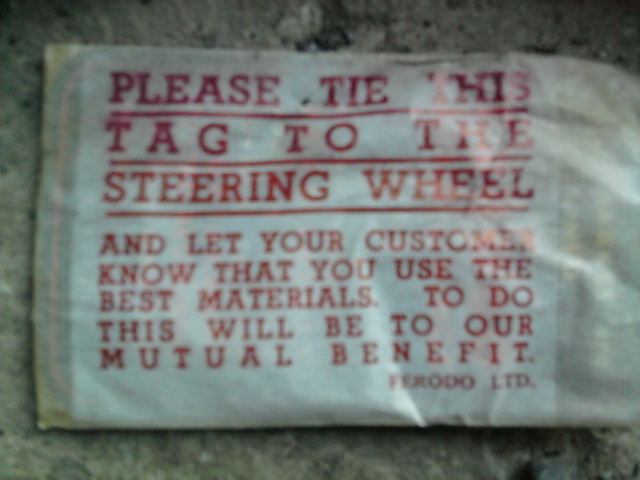 PLEASE TIE THIS
TAG TO THE
STEERING WHEEL
AND LET YOUR CUSTOMER
KNOW THAT YOU USE THE
BEST MATERIALS. TO DO
THIS WILL BE TO OUR
MUTUAL BENEFIT.
FERODO LTD.